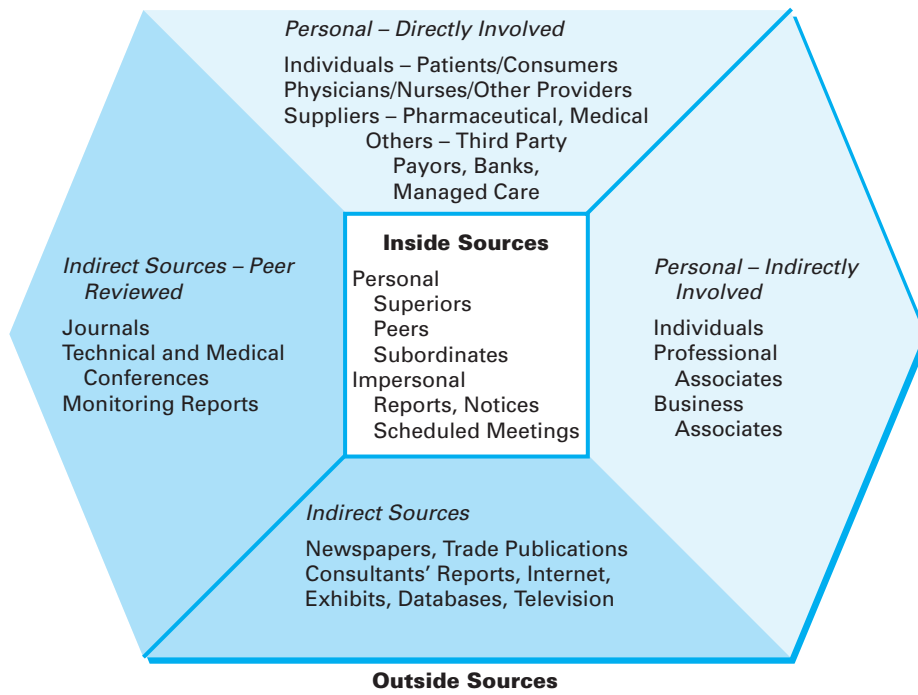 Personal – Directly Involved
Individuals – Patients/Consumers
Physicians/Nurses/Other Providers
Suppliers – Pharmaceutical, Medical
Others – Third Party
Payors, Banks,
Managed Care
Indirect Sources – Peer
Reviewed
Journals
Technical and Medical
Conferences
Monitoring Reports
Inside Sources
Personal
Superiors
Peers
Subordinates
Impersonal
Reports, Notices
Scheduled Meetings
Personal – Indirectly
Involved
Individuals
Professional
Associates
Business
Associates
Indirect Sources
Newspapers, Trade Publications
Consultants’ Reports, Internet,
Exhibits, Databases, Television
Outside Sources